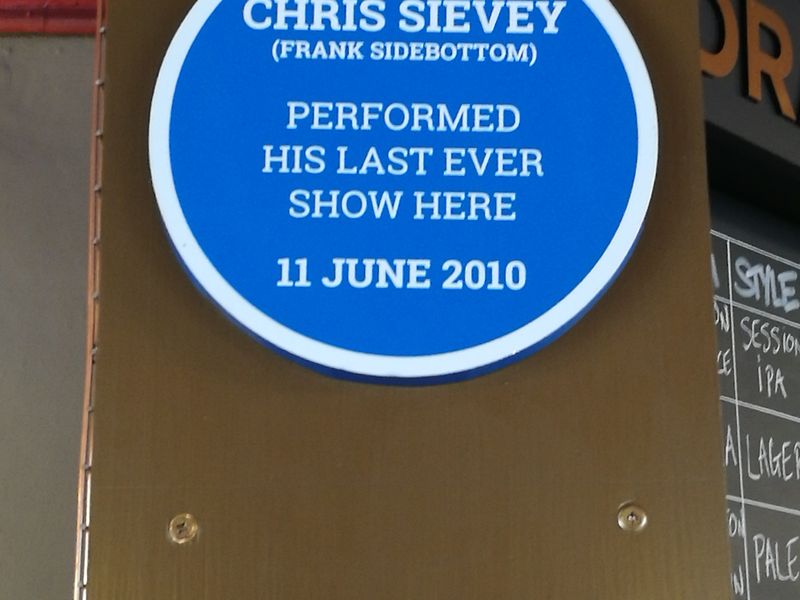 CHRIS SIEVEY
(FRANK SIDEBOTTOM)
PERFORMED
HIS LAST EVER
SHOW HERE
11 JUNE 2010
STYLE
SESSION
IPA
LAGER
PALE